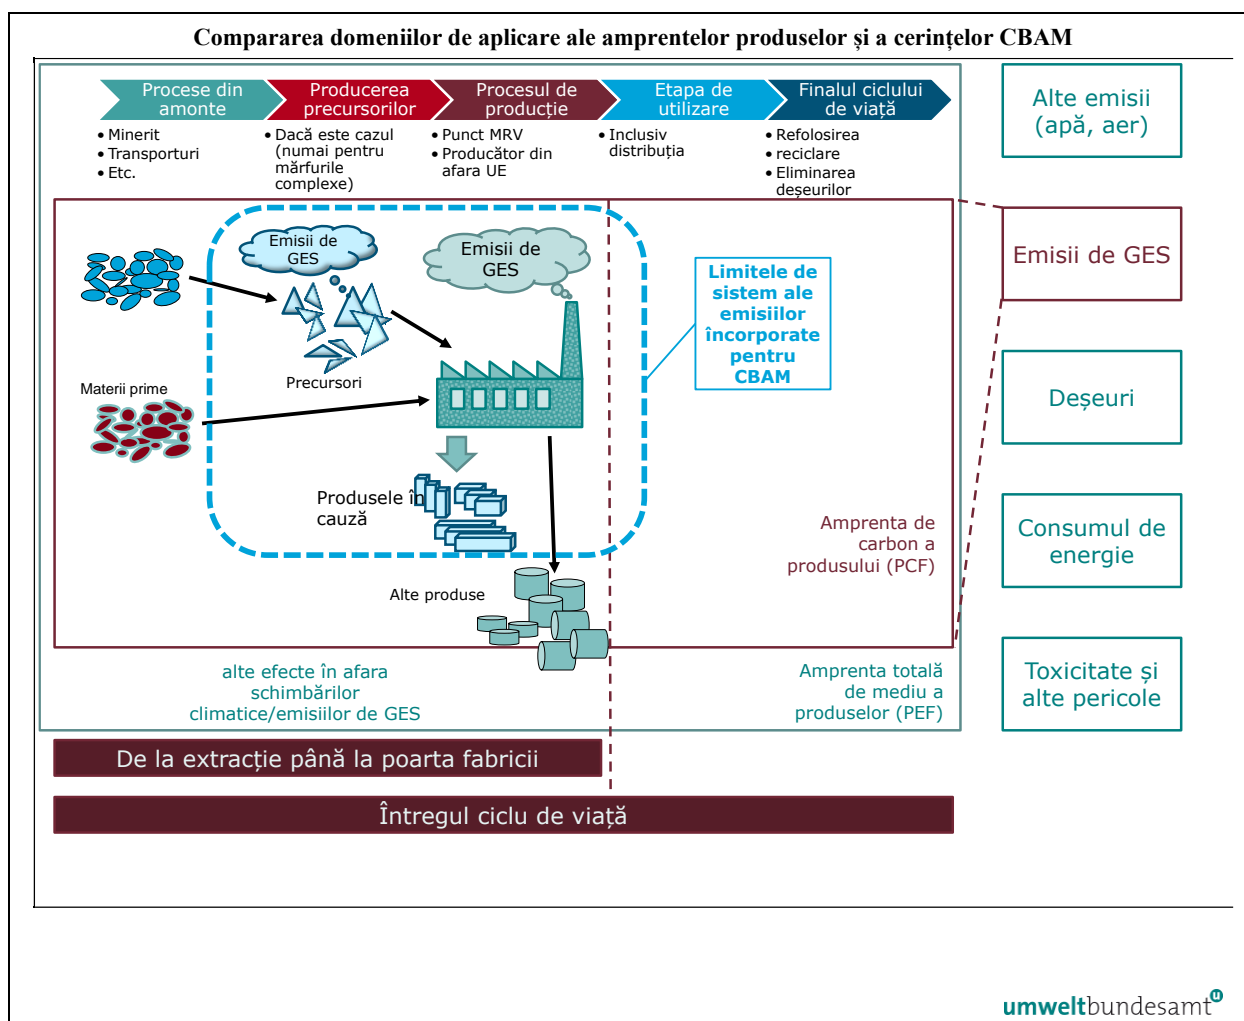 Compararea domeniilor de aplicare ale amprentelor produselor și a cerințelor CBAM
Procese din
amonte
• Minerit
• Transporturi
• Etc.
Producerea
precursorilor
• Dacă este cazul
(numai pentru
mărfurile
complexe)
Procesul de
producție
• Punct MRV
• Producător din
afara UE
Etapa de
utilizare
• Inclusiv
distribuția
Finalul ciclului
de viață
• Refolosirea
• reciclare
• Eliminarea
deșeurilor
Alte emisii
(apă, aer)
Emisii de GES
Deșeuri
Consumul de
energie
Toxicitate și
alte pericole
Emisii de
GES
Emisii de
GES
Limitele de
sistem ale
emisiilor
încorporate
pentru
CBAM
Precursori
Materii prime
Produsele în
cauză
Alte produse
Amprenta de
carbon a
produsului (PCF)
alte efecte în afara
schimbărilor
climatice/emisiilor de GES
Amprenta totală
de mediu a
produselor (PEF)
De la extracție până la poarta fabricii
Întregul ciclu de viață
umweltbundesamt u